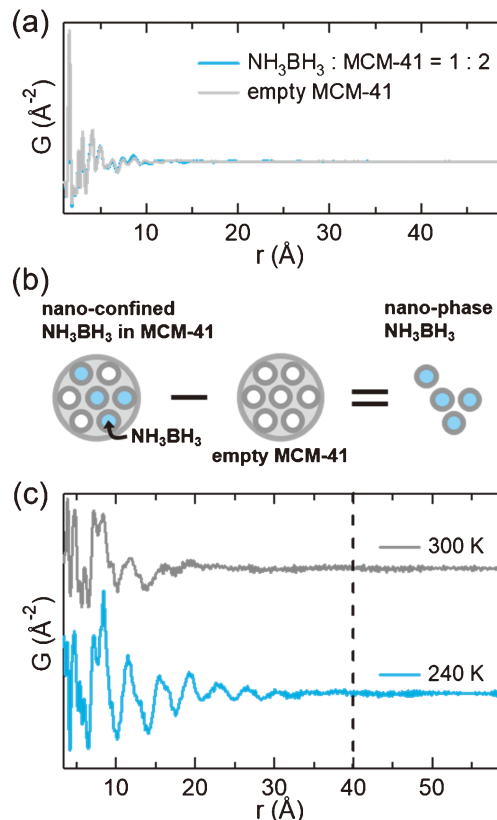 (a)
NH₃BH₃ : MCM-41 = 1 : 2
empty MCM-41
G (Å⁻²)
10 20 30 40 50
r (Å)
(b)
nano-confined
NH₃BH₃ in MCM-41
nano-phase
NH₃BH₃
NH₃BH₃
empty MCM-41
(c)
300 K
240 K
G (Å⁻²)
10 20 30 40 50
r (Å)